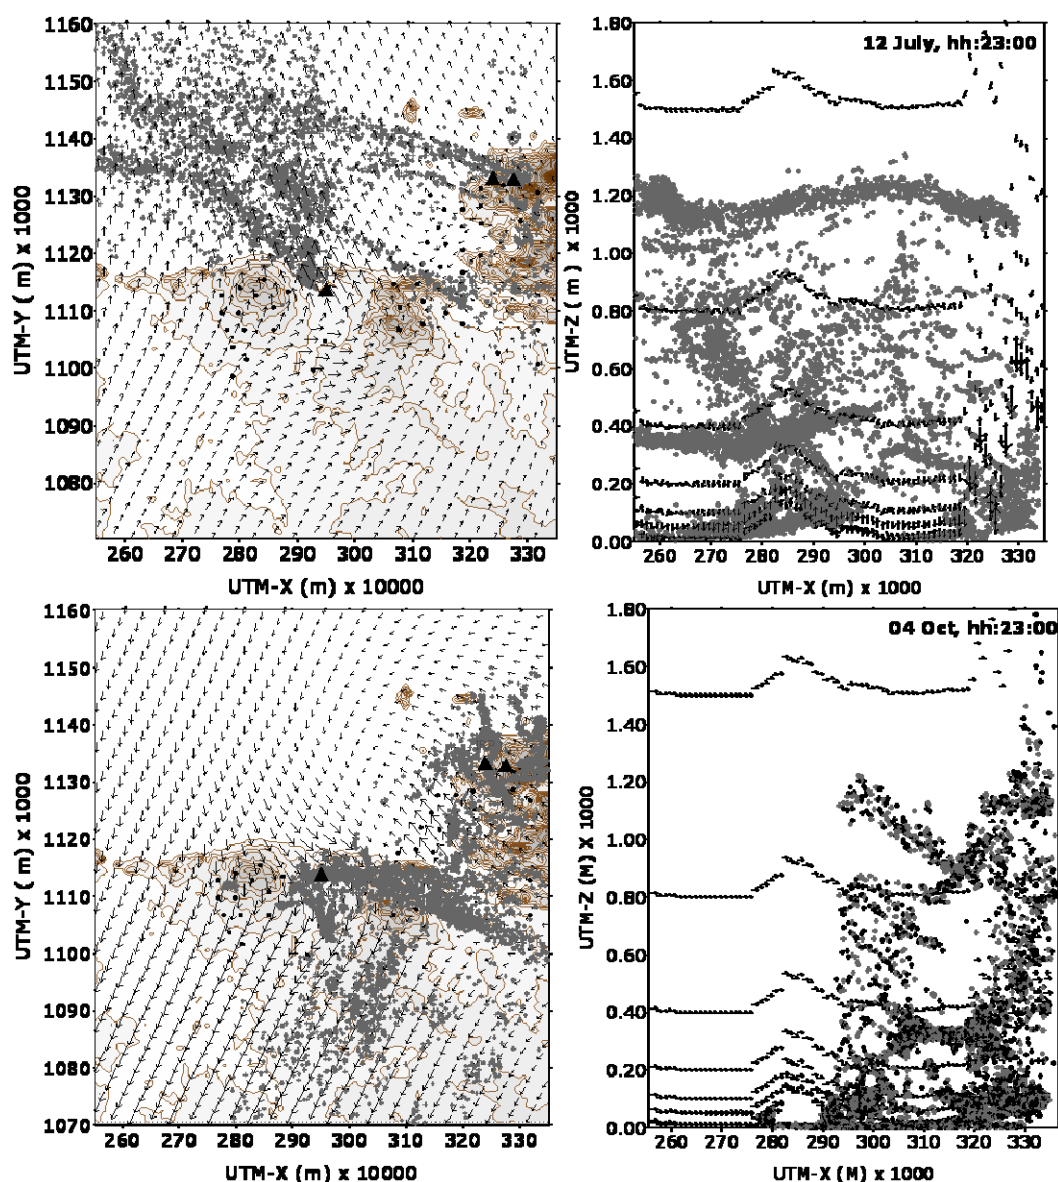 1160
1150
1140
1130
1120
1110
1100
1090
1080
UTM-Y ( m) x 1000
260 270 280 290 300 310 320 330
UTM-X (m) x 10000
12 July, hh:23:00
1.80
1.60
1.40
1.20
1.00
0.80
0.60
0.40
0.20
0.00
UTM-Z ( m ) x 1000
260 270 280 290 300 310 320 330
UTM-X (m) x 1000
1160
1150
1140
1130
1120
1110
1100
1090
1080
1070
UTM-Y ( m) x 1000
260 270 280 290 300 310 320 330
UTM-X (m) x 10000
04 Oct, hh:23:00
1.80
1.60
1.40
1.20
1.00
0.80
0.60
0.40
0.20
0.00
UTM-Z (M) X 1000
260 270 280 290 300 310 320 330
UTM-X (M) x 1000